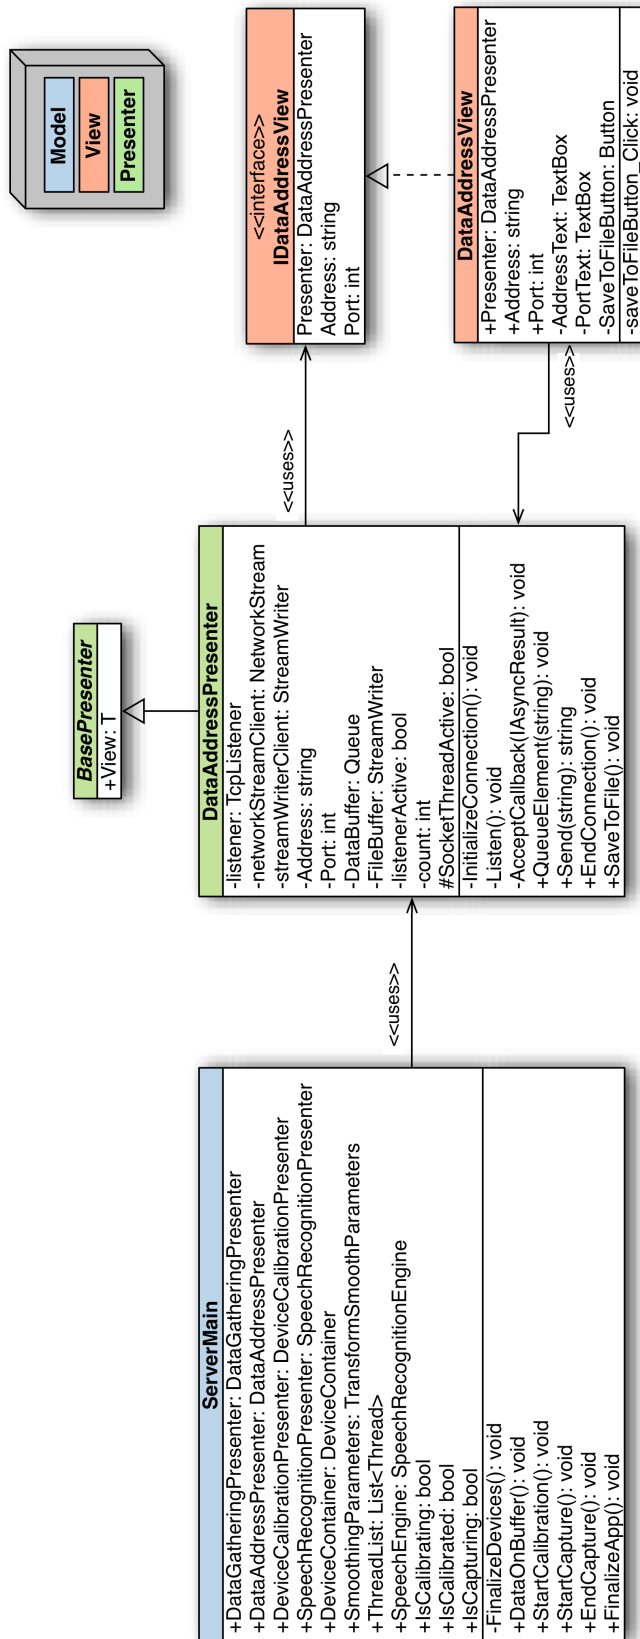 Model
View
Presenter
<<interface>>
IDataAddressView
Presenter: DataAddressPresenter
Address: string
Port: int
DataAddressView
+Presenter: DataAddressPresenter
+Address: string
+Port: int
-AddressText: TextBox
-PortText: TextBox
-SaveToFileButton: Button
-saveToFileButton_Click: void
<<uses>>
<<uses>>
BasePresenter
+View: T
DataAddressPresenter
-listener: TcpListener
-networkStreamClient: NetworkStream
-streamWriterClient: StreamWriter
-Address: string
-Port: int
-DataBuffer: Queue
-FileBuffer: StreamWriter
-listenerActive: bool
-count: int
#SocketThreadActive: bool
-InitializeConnection(): void
-Listen(): void
-AcceptCallback(IAsyncResult): void
+QueueElement(string): void
+Send(string): string
+EndConnection(): void
+SaveToFile(): void
<<uses>>
ServerMain
+DataGatheringPresenter: DataGatheringPresenter
+DataAddressPresenter: DataAddressPresenter
+DeviceCalibrationPresenter: DeviceCalibrationPresenter
+SpeechRecognitionPresenter: SpeechRecognitionPresenter
+DeviceContainer: DeviceContainer
+SmoothingParameters: TransformSmoothParameters
+ThreadList: List<Thread>
+SpeechEngine: SpeechRecognitionEngine
+IsCalibrating: bool
+IsCalibrated: bool
+IsCapturing: bool
-FinalizeDevices(): void
+DataOnBuffer(): void
+StartCalibration(): void
+StartCapture(): void
+EndCapture(): void
+FinalizeApp(): void